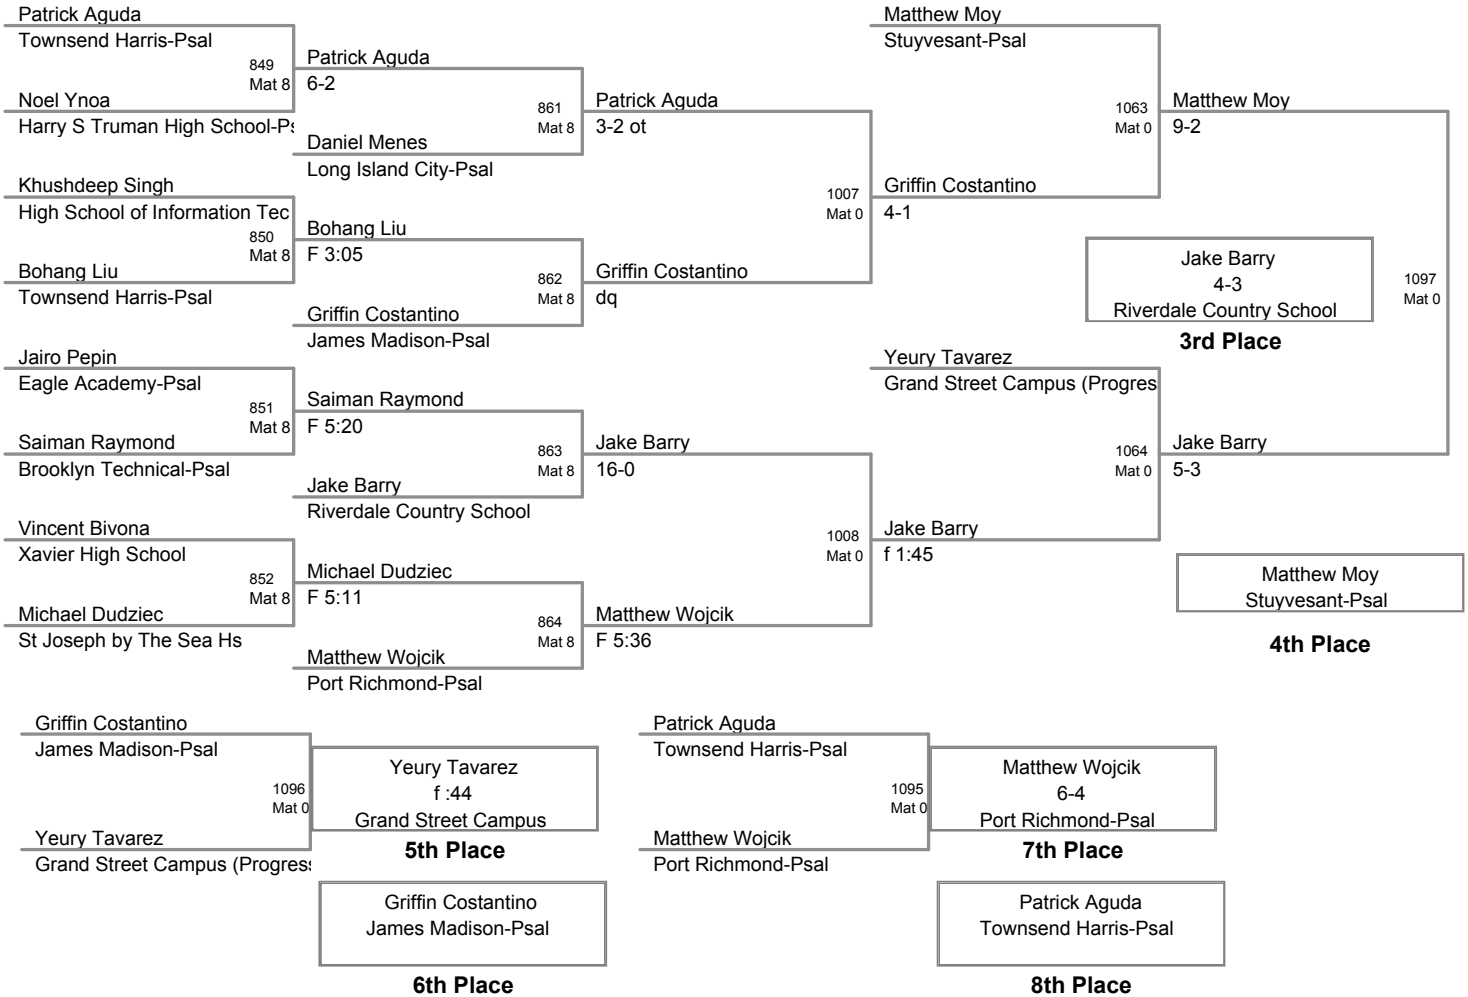 Patrick Aguda
Townsend Harris-Psal
849
Mat 8
Noel Ynoa
Harry S Truman High School-Ps
Khushdeep Singh
High School of Information Tec
850
Mat 8
Bohang Liu
Townsend Harris-Psal
Jairo Pepin
Eagle Academy-Psal
851
Mat 8
Saiman Raymond
Brooklyn Technical-Psal
Vincent Bivona
Xavier High School
852
Mat 8
Michael Dudziec
St Joseph by The Sea Hs
Patrick Aguda
6-2
861
Mat 8
Daniel Menes
Long Island City-Psal
Bohang Liu
F 3:05
862
Mat 8
Griffin Costantino
James Madison-Psal
Saiman Raymond
F 5:20
863
Mat 8
Jake Barry
Riverdale Country School
Michael Dudziec
F 5:11
864
Mat 8
Matthew Wojcik
Port Richmond-Psal
Patrick Aguda
3-2 ot
1007
Mat 0
Griffin Costantino
dq
Jake Barry
16-0
1008
Mat 0
Matthew Wojcik
F 5:36
Matthew Moy
Stuyvesant-Psal
1063
Mat 0
Griffin Costantino
4-1
Yeury Tavarez
Grand Street Campus (Progres
1064
Mat 0
Jake Barry
f 1:45
Matthew Moy
9-2
1097
Mat 0
Jake Barry
5-3
Jake Barry
4-3
Riverdale Country School
3rd Place
Matthew Moy
Stuyvesant-Psal
4th Place
Griffin Costantino
James Madison-Psal
1096
Mat 0
Yeury Tavarez
Grand Street Campus (Progres
Yeury Tavarez
f :44
Grand Street Campus
5th Place
Griffin Costantino
James Madison-Psal
6th Place
Patrick Aguda
Townsend Harris-Psal
1095
Mat 0
Matthew Wojcik
Port Richmond-Psal
Matthew Wojcik
6-4
Port Richmond-Psal
7th Place
Patrick Aguda
Townsend Harris-Psal
8th Place